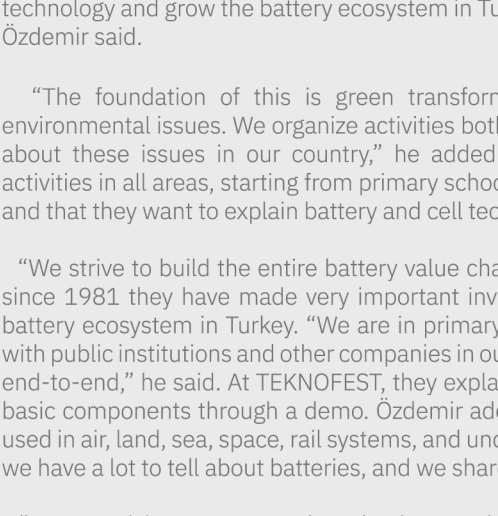 technology and grow the battery ecosystem in Tu
Özdemir said.
“The foundation of this is green transforn
environmental issues. We organize activities both
about these issues in our country,” he added
activities in all areas, starting from primary schoo
and that they want to explain battery and cell tec
“We strive to build the entire battery value cha
since 1981 they have made very important inv
battery ecosystem in Turkey. “We are in primary
with public institutions and other companies in ou
end-to-end,” he said. At TEKNOFEST, they expla
basic components through a demo. Özdemir ade
used in air, land, sea, space, rail systems, and und
we have a lot to tell about batteries, and we share